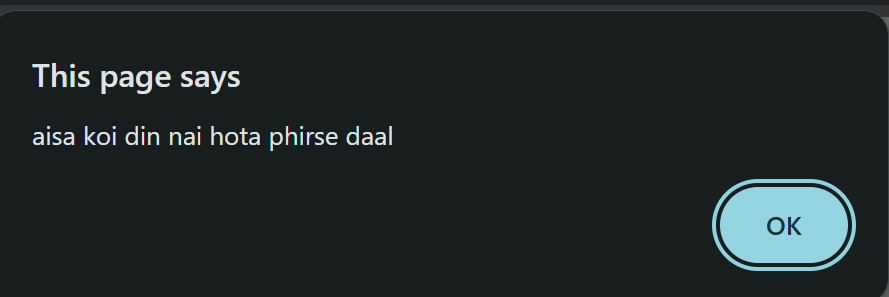 This page says
aisa koi din nai hota phirse daal
OK